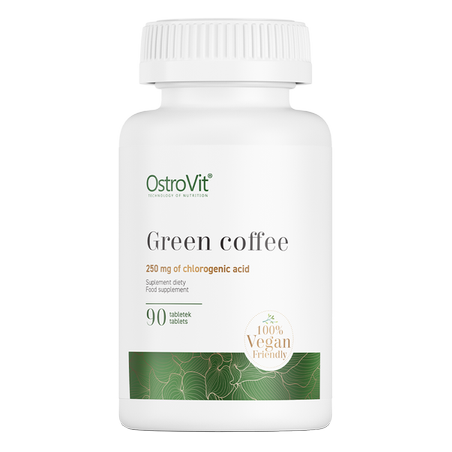 OstroVit®
TECHNOLOGY OF NUTRITION
Green coffee
250 mg of chlorogenic acid
Suplement diety
Food supplement
90 tabletek
tablets
100%
Vegan
Friendly